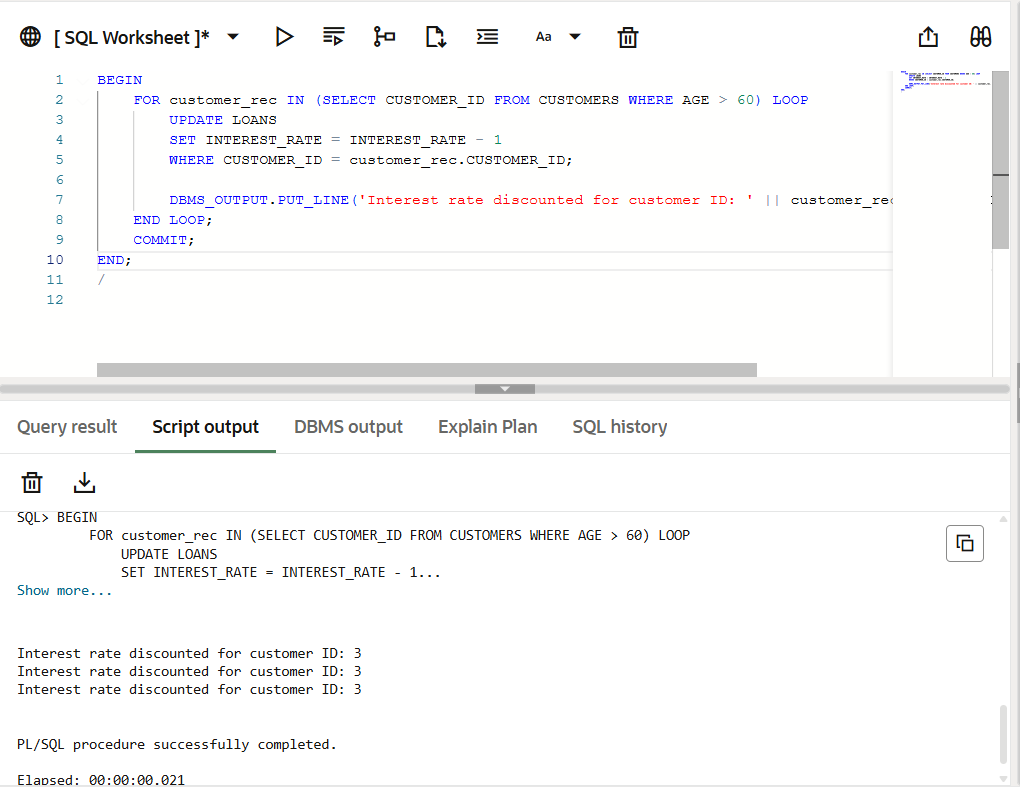 [ SQL Worksheet ]*
Aa
1 BEGIN
2 FOR customer_rec IN (SELECT CUSTOMER_ID FROM CUSTOMERS WHERE AGE > 60) LOOP
3 UPDATE LOANS
4 SET INTEREST_RATE = INTEREST_RATE - 1
5 WHERE CUSTOMER_ID = customer_rec.CUSTOMER_ID;
6
7 DBMS_OUTPUT.PUT_LINE('Interest rate discounted for customer ID: ' || customer_rec
8 END LOOP;
9 COMMIT;
10 END;
11 /
12
Query result Script output DBMS output Explain Plan SQL history
SQL> BEGIN
FOR customer_rec IN (SELECT CUSTOMER_ID FROM CUSTOMERS WHERE AGE > 60) LOOP
UPDATE LOANS
SET INTEREST_RATE = INTEREST_RATE - 1...
Show more...
Interest rate discounted for customer ID: 3
Interest rate discounted for customer ID: 3
Interest rate discounted for customer ID: 3
PL/SQL procedure successfully completed.
Elapsed: 00:00:00.021